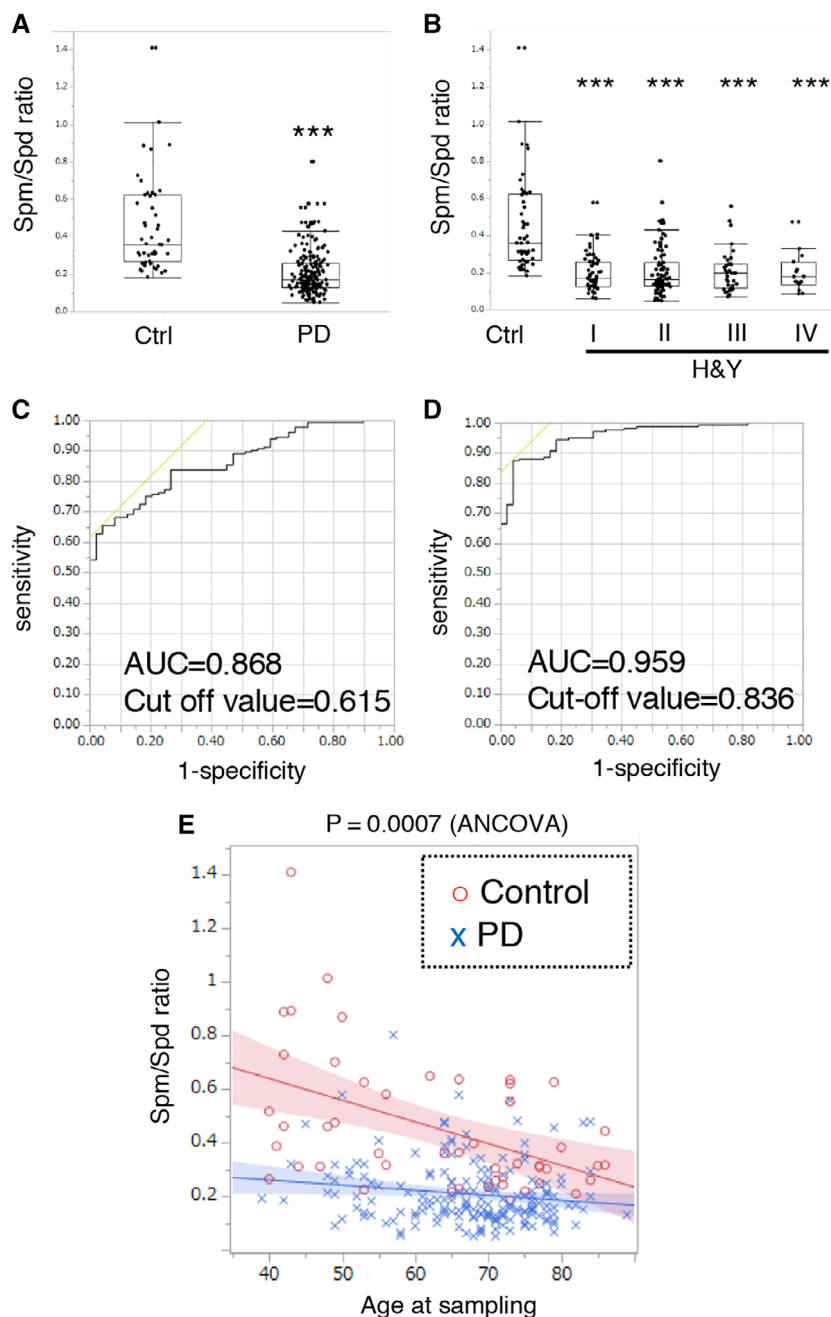 A
B
Spm/Spd ratio
1.4
1.2
1.0
0.8
0.6
0.4
0.2
0.0
***
Ctrl
PD
Spm/Spd ratio
1.4
1.2
1.0
0.8
0.6
0.4
0.2
0.0
*** *** *** ***
Ctrl
I II III IV
H&Y
C
D
sensitivity
1.00
0.90
0.80
0.70
0.60
0.50
0.40
0.30
0.20
0.10
0.00
AUC=0.868
Cut off value=0.615
0.00 0.20 0.40 0.60 0.80 1.00
1-specificity
sensitivity
1.00
0.90
0.80
0.70
0.60
0.50
0.40
0.30
0.20
0.10
0.00
AUC=0.959
Cut-off value=0.836
0.00 0.20 0.40 0.60 0.80 1.00
1-specificity
E
P = 0.0007 (ANCOVA)
Control
x PD
Spm/Spd ratio
1.4
1.2
1
0.8
0.6
0.4
0.2
40 50 60 70 80
Age at sampling